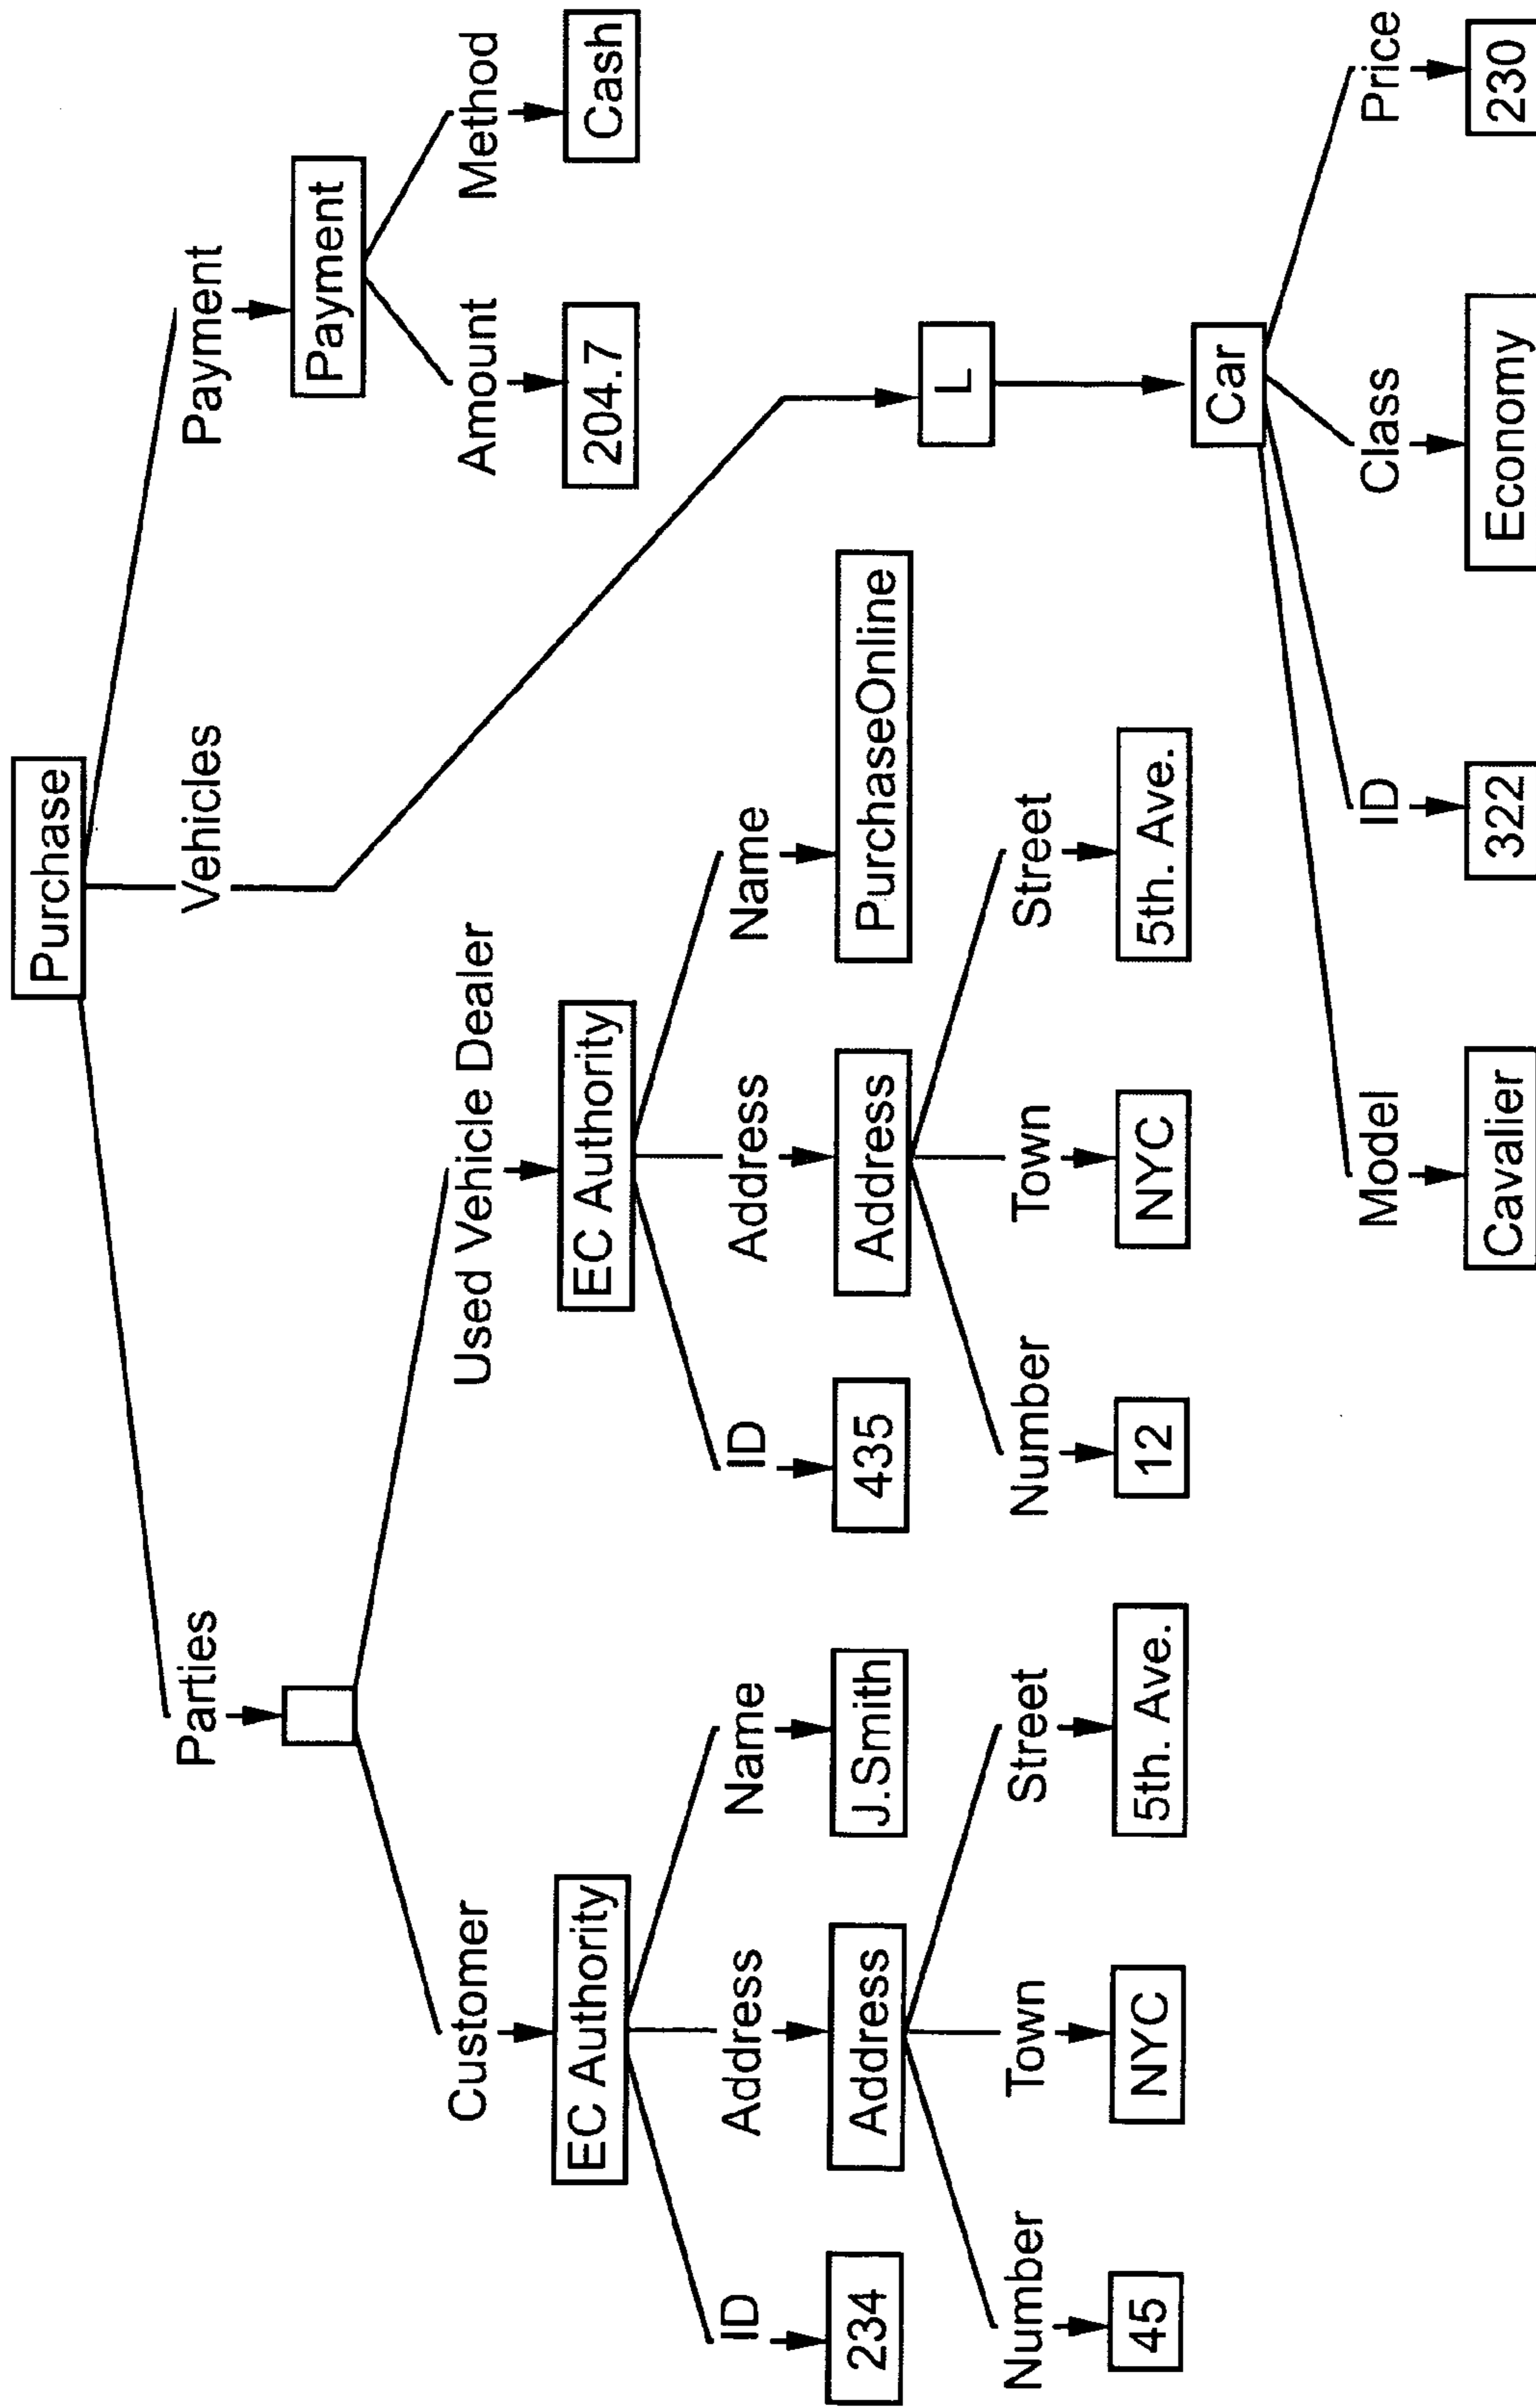 Purchase
Parties
Vehicles
Payment
Payment
Customer
Used Vehicle Dealer
Amount
Method
EC Authority
EC Authority
204.7
Cash
ID
Address
Name
ID
Address
Name
234
Address
J.Smith
435
Address
PurchaseOnline
L
Number
Town
Street
Number
Town
Street
45
NYC
5th. Ave.
12
NYC
5th. Ave.
Car
Model
ID
Class
Price
Cavalier
322
Economy
230